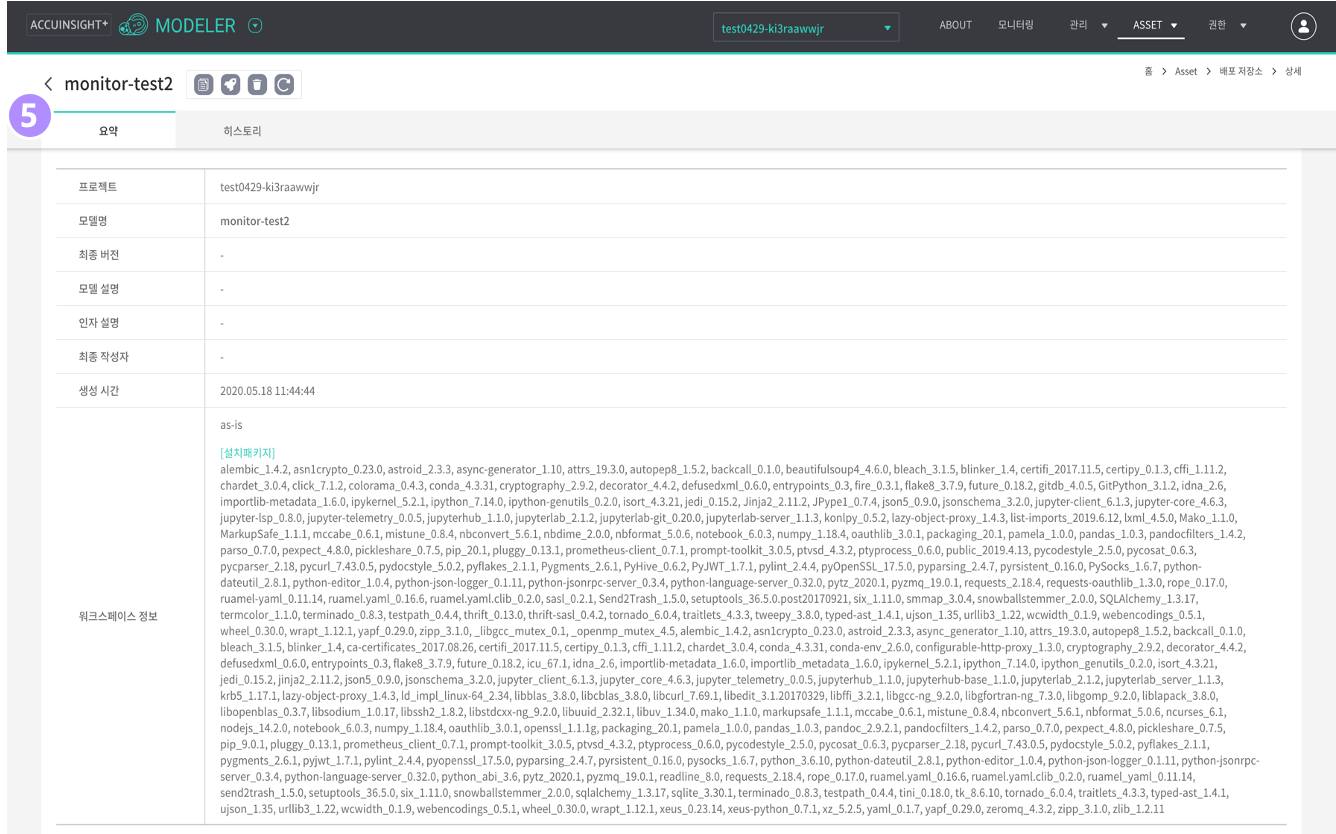 ACCUINSIGHT+ MODELER test0429-ki3raawwjr ABOUT 모니터링 관리 ASSET 권한
monitor-test2
홈 > Asset > 배포 저장소 > 상세
5
요약 히스토리
프로젝트 test0429-ki3raawwjr
모델명 monitor-test2
최종 버전 -
모델 설명 -
인자 설명 -
최종 작성자 -
생성 시간 2020.05.18 11:44:44
워크스페이스 정보
as-is
[설치패키지]
alembic_1.4.2, asn1crypto_0.23.0, astroid_2.3.3, async-generator_1.10, attrs_19.3.0, autopep8_1.5.2, backcall_0.1.0, beautifulsoup4_4.6.0, bleach_3.1.5, blinker_1.4, certifi_2017.11.5, certipy_0.1.3, cffi_1.11.2,
chardet_3.0.4, click_7.1.2, colorama_0.4.3, conda_4.3.31, cryptography_2.9.2, decorator_4.4.2, defusedxml_0.6.0, entrypoints_0.3, fire_0.3.1, flake8_3.7.9, future_0.18.2, gitdb_4.0.5, GitPython_3.1.2, idna_2.6,
importlib-metadata_1.6.0, ipykernel_5.2.1, ipython_7.14.0, ipython-genutils_0.2.0, isort_4.3.21, jedi_0.15.2, Jinja2_2.11.2, JPype1_0.7.4, json5_0.9.0, jsonschema_3.2.0, jupyter-client_6.1.3, jupyter-core_4.6.3,
jupyter-lsp_0.8.0, jupyter-telemetry_0.0.5, jupyterhub_1.1.0, jupyterlab_2.1.2, jupyterlab-git_0.20.0, jupyterlab-server_1.1.3, konlpy_0.5.2, lazy-object-proxy_1.4.3, list-imports_2019.6.12, lxml_4.5.0, Mako_1.1.0,
MarkupSafe_1.1.1, mccabe_0.6.1, mistune_0.8.4, nbconvert_5.6.1, nbdime_2.0.0, nbformat_5.0.6, notebook_6.0.3, numpy_1.18.4, oauthlib_3.0.1, packaging_20.1, pamela_1.0.0, pandas_1.0.3, pandocfilters_1.4.2,
parso_0.7.0, pexpect_4.8.0, pickleshare_0.7.5, pip_20.1, pluggy_0.13.1, prometheus-client_0.7.1, prompt-toolkit_3.0.5, ptvsd_4.3.2, ptyprocess_0.6.0, public_2019.4.13, pycodestyle_2.5.0, pycosat_0.6.3,
pycparser_2.18, pycurl_7.43.0.5, pydocstyle_5.0.2, pyflakes_2.1.1, Pygments_2.6.1, PyHive_0.6.2, PyJWT_1.7.1, pylint_2.4.4, pyOpenSSL_17.5.0, pyparsing_2.4.7, pyrsistent_0.16.0, PySocks_1.6.7, python-
dateutil_2.8.1, python-editor_1.0.4, python-json-logger_0.1.11, python-jsonrpc-server_0.3.4, python-language-server_0.32.0, pytz_2020.1, pyzmq_19.0.1, requests_2.18.4, requests-oauthlib_1.3.0, rope_0.17.0,
ruamel-yaml_0.11.14, ruamel.yaml_0.16.6, ruamel.yaml.clib_0.2.0, sasl_0.2.1, Send2Trash_1.5.0, setuptools_36.5.0.post20170921, six_1.11.0, smmap_3.0.4, snowballstemmer_2.0.0, SQLAlchemy_1.3.17,
termcolor_1.1.0, terminado_0.8.3, testpath_0.4.4, thrift_0.13.0, thrift-sasl_0.4.2, tornado_6.0.4, traitlets_4.3.3, tweepy_3.8.0, typed-ast_1.4.1, ujson_1.35, urllib3_1.22, wcwidth_0.1.9, webencodings_0.5.1,
wheel_0.30.0, wrapt_1.12.1, yapf_0.29.0, zipp_3.1.0, _libgcc_mutex_0.1, _openmp_mutex_4.5, alembic_1.4.2, asn1crypto_0.23.0, astroid_2.3.3, async_generator_1.10, attrs_19.3.0, autopep8_1.5.2, backcall_0.1.0,
bleach_3.1.5, blinker_1.4, ca-certificates_2017.08.26, certifi_2017.11.5, certipy_0.1.3, cffi_1.11.2, chardet_3.0.4, conda_4.3.31, conda-env_2.6.0, configurable-http-proxy_1.3.0, cryptography_2.9.2, decorator_4.4.2,
defusedxml_0.6.0, entrypoints_0.3, flake8_3.7.9, future_0.18.2, icu_67.1, idna_2.6, importlib-metadata_1.6.0, importlib_metadata_1.6.0, ipykernel_5.2.1, ipython_7.14.0, ipython_genutils_0.2.0, isort_4.3.21,
jedi_0.15.2, jinja2_2.11.2, json5_0.9.0, jsonschema_3.2.0, jupyter_client_6.1.3, jupyter_core_4.6.3, jupyter_telemetry_0.0.5, jupyterhub_1.1.0, jupyterhub-base_1.1.0, jupyterlab_2.1.2, jupyterlab_server_1.1.3,
krb5_1.17.1, lazy-object-proxy_1.4.3, ld_impl_linux-64_2.34, libblas_3.8.0, libcblas_3.8.0, libcurl_7.69.1, libedit_3.1.20170329, libffi_3.2.1, libgcc-ng_9.2.0, libgfortran-ng_7.3.0, libgomp_9.2.0, liblapack_3.8.0,
libopenblas_0.3.7, libsodium_1.0.17, libssh2_1.8.2, libstdcxx-ng_9.2.0, libuuid_2.32.1, libuv_1.34.0, mako_1.1.0, markupsafe_1.1.1, mccabe_0.6.1, mistune_0.8.4, nbconvert_5.6.1, nbformat_5.0.6, ncurses_6.1,
nodejs_14.2.0, notebook_6.0.3, numpy_1.18.4, oauthlib_3.0.1, openssl_1.1.1g, packaging_20.1, pamela_1.0.0, pandas_1.0.3, pandoc_2.9.2.1, pandocfilters_1.4.2, parso_0.7.0, pexpect_4.8.0, pickleshare_0.7.5,
pip_9.0.1, pluggy_0.13.1, prometheus_client_0.7.1, prompt-toolkit_3.0.5, ptvsd_4.3.2, ptyprocess_0.6.0, pycodestyle_2.5.0, pycosat_0.6.3, pycparser_2.18, pycurl_7.43.0.5, pydocstyle_5.0.2, pyflakes_2.1.1,
pygments_2.6.1, pyjwt_1.7.1, pylint_2.4.4, pyopenssl_17.5.0, pyparsing_2.4.7, pyrsistent_0.16.0, pysocks_1.6.7, python_3.6.10, python-dateutil_2.8.1, python-editor_1.0.4, python-json-logger_0.1.11, python-jsonrpc-
server_0.3.4, python-language-server_0.32.0, python_abi_3.6, pytz_2020.1, pyzmq_19.0.1, readline_8.0, requests_2.18.4, rope_0.17.0, ruamel.yaml_0.16.6, ruamel.yaml.clib_0.2.0, ruamel_yaml_0.11.14,
send2trash_1.5.0, setuptools_36.5.0, six_1.11.0, snowballstemmer_2.0.0, sqlalchemy_1.3.17, sqlite_3.30.1, terminado_0.8.3, testpath_0.4.4, tini_0.18.0, tk_8.6.10, tornado_6.0.4, traitlets_4.3.3, typed-ast_1.4.1,
ujson_1.35, urllib3_1.22, wcwidth_0.1.9, webencodings_0.5.1, wheel_0.30.0, wrapt_1.12.1, xeus_0.23.14, xeus-python_0.7.1, xz_5.2.5, yaml_0.1.7, yapf_0.29.0, zeromq_4.3.2, zipp_3.1.0, zlib_1.2.11